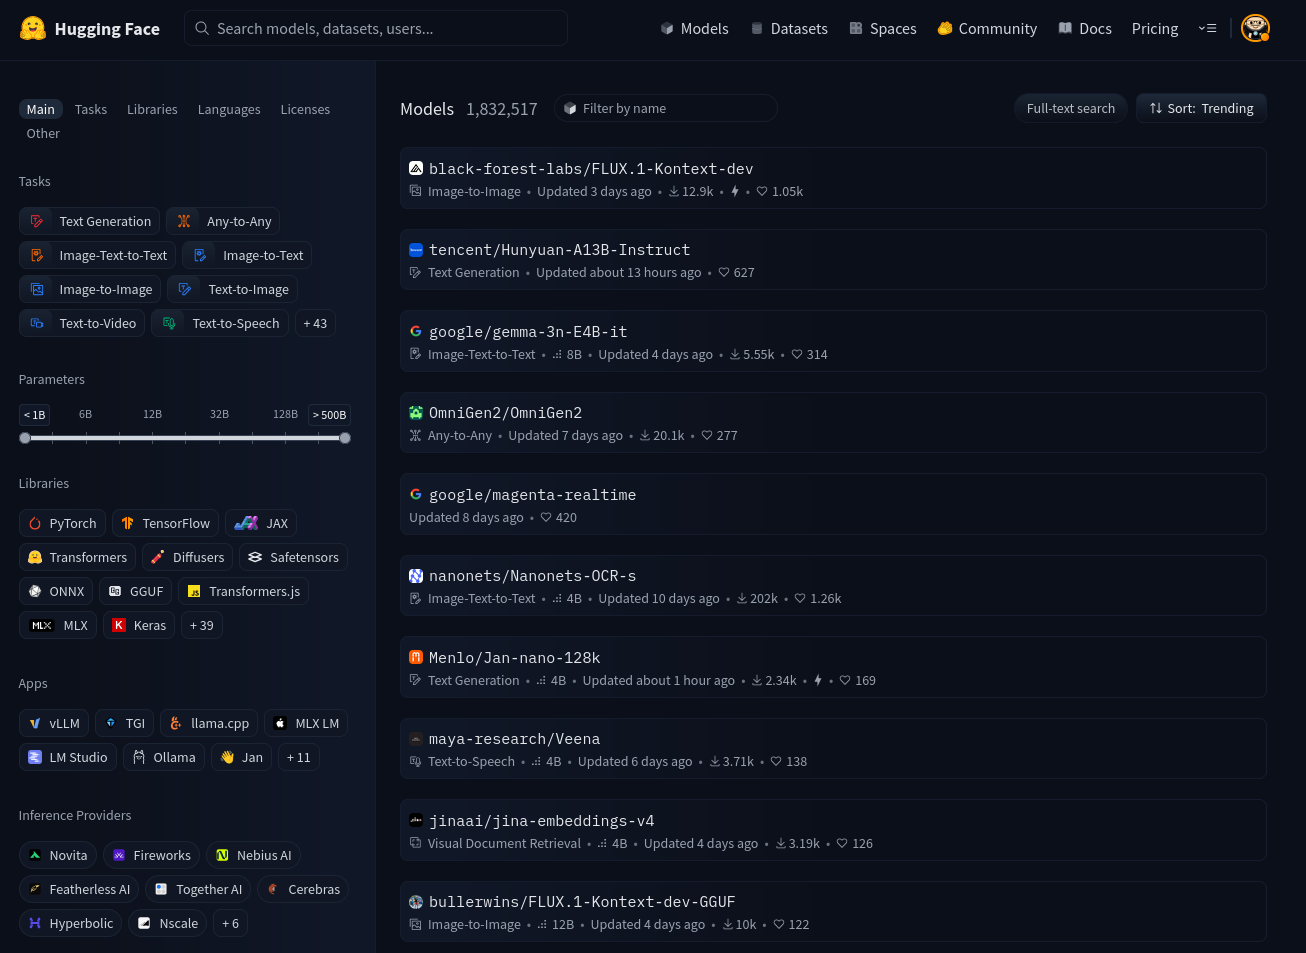 Hugging Face
Search models, datasets, users...
Models
Datasets
Spaces
Community
Docs
Pricing
Main Tasks Libraries Languages Licenses
Other
Tasks
Text Generation Any-to-Any
Image-Text-to-Text Image-to-Text
Image-to-Image Text-to-Image
Text-to-Video Text-to-Speech + 43
Parameters
< 1B 6B 12B 32B 128B > 500B
Libraries
PyTorch TensorFlow JAX
Transformers Diffusers Safetensors
ONNX GGUF JS Transformers.js
MLX MLX K Keras + 39
Apps
vLLM TGI llama.cpp MLX LM
LM Studio Ollama Jan + 11
Inference Providers
Novita Fireworks Nebius AI
Featherless AI Together AI Cerebras
Hyperbolic Nscale + 6
Models 1,832,517 Filter by name Full-text search Sort: Trending
black-forest-labs/FLUX.1-Kontext-dev
Image-to-Image • Updated 3 days ago • 12.9k • • 1.05k
tencent/Hunyuan-A13B-Instruct
Text Generation • Updated about 13 hours ago • 627
google/gemma-3n-E4B-it
Image-Text-to-Text • 8B • Updated 4 days ago • 5.55k • 314
OmniGen2/OmniGen2
Any-to-Any • Updated 7 days ago • 20.1k • 277
google/magenta-realtime
Updated 8 days ago • 420
nanonets/Nanonets-OCR-s
Image-Text-to-Text • 4B • Updated 10 days ago • 202k • 1.26k
Menlo/Jan-nano-128k
Text Generation • 4B • Updated about 1 hour ago • 2.34k • • 169
maya-research/Veena
Text-to-Speech • 4B • Updated 6 days ago • 3.71k • 138
jinaai/jina-embeddings-v4
Visual Document Retrieval • 4B • Updated 4 days ago • 3.19k • 126
bullerwins/FLUX.1-Kontext-dev-GGUF
Image-to-Image • 12B • Updated 4 days ago • 10k • 122